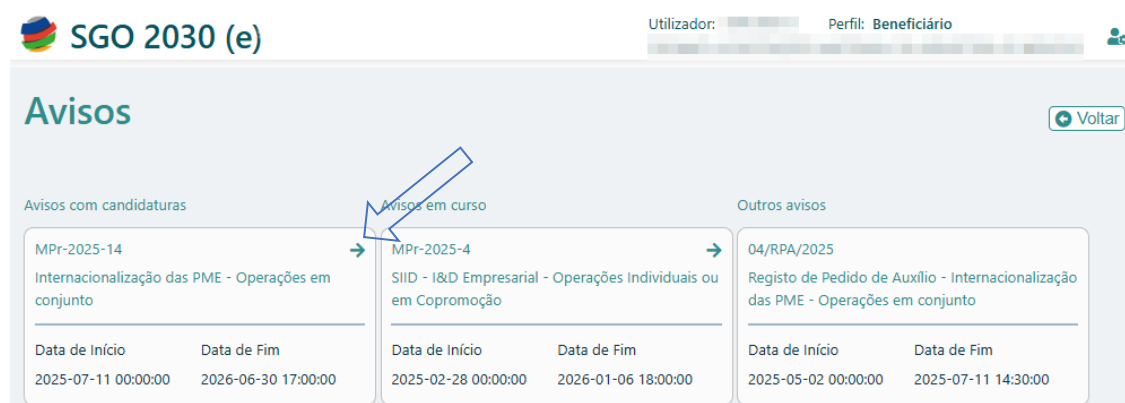 SGO 2030 (e)
Utilizador:
Perfil: Beneficiário
Avisos
Voltar
Avisos com candidaturas
MPr-2025-14
Internacionalização das PME - Operações em
conjunto
Data de Início Data de Fim
2025-07-11 00:00:00 2026-06-30 17:00:00
Avisos em curso
MPr-2025-4
SIID - I&D Empresarial - Operações Individuais ou
em Copromoção
Data de Início Data de Fim
2025-02-28 00:00:00 2026-01-06 18:00:00
Outros avisos
04/RPA/2025
Registo de Pedido de Auxílio - Internacionalização
das PME - Operações em conjunto
Data de Início Data de Fim
2025-05-02 00:00:00 2025-07-11 14:30:00